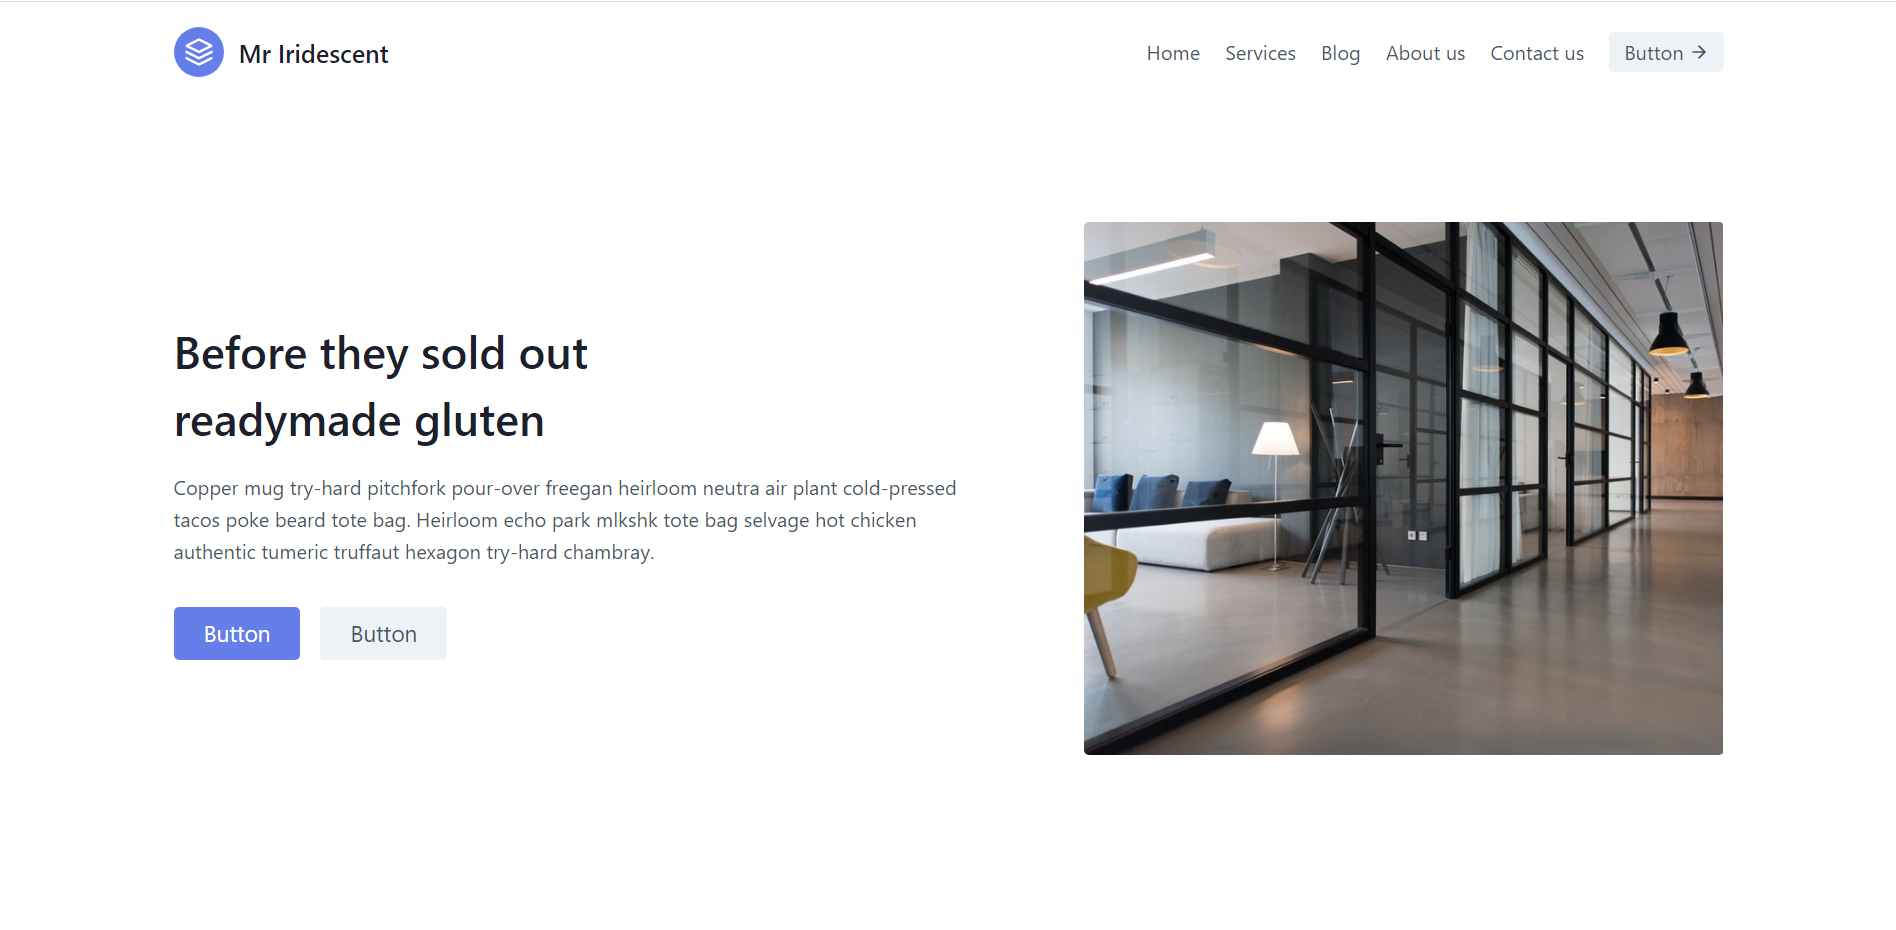 Mr Iridescent
Home Services Blog About us Contact us Button
Before they sold out
readymade gluten
Copper mug try-hard pitchfork pour-over freegan heirloom neutra air plant cold-pressed
tacos poke beard tote bag. Heirloom echo park mlkshk tote bag selvage hot chicken
authentic tumeric truffaut hexagon try-hard chambray.
Button Button